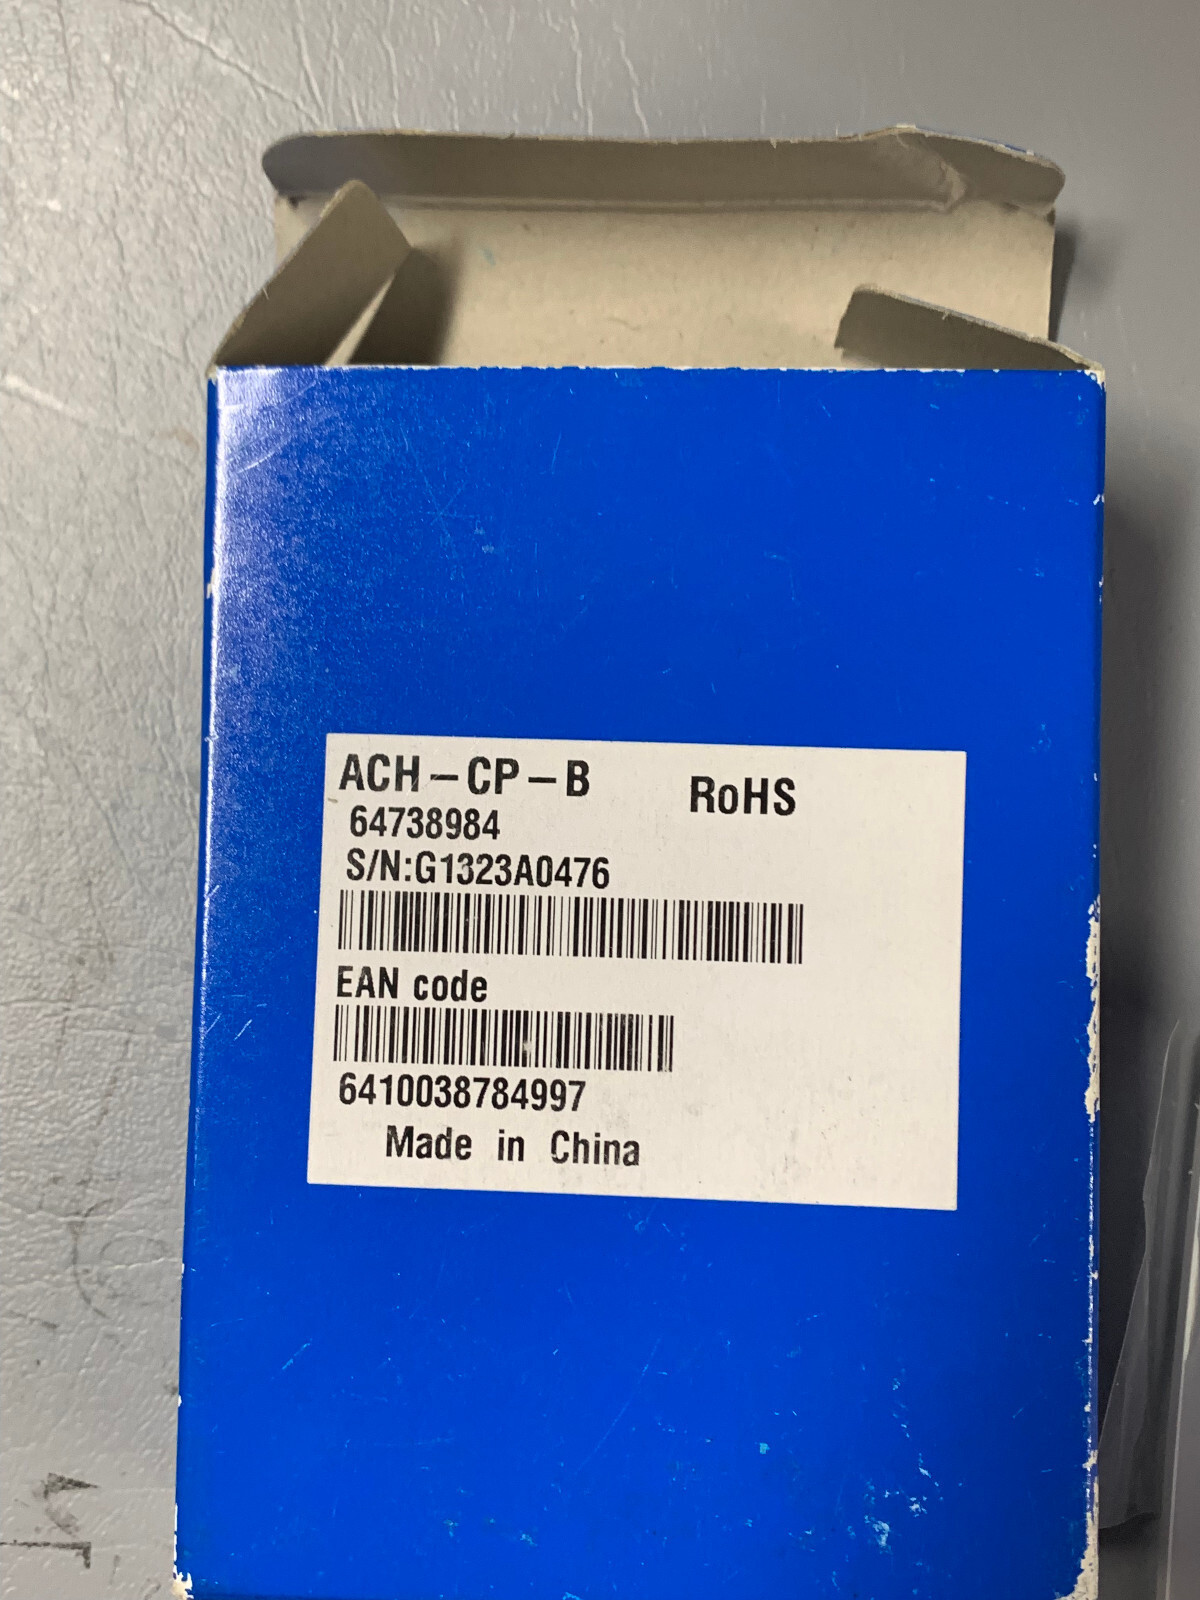 ACH-CP-B RoHS
64738984
S/N:G1323A0476
EAN code
6410038784997
Made in China